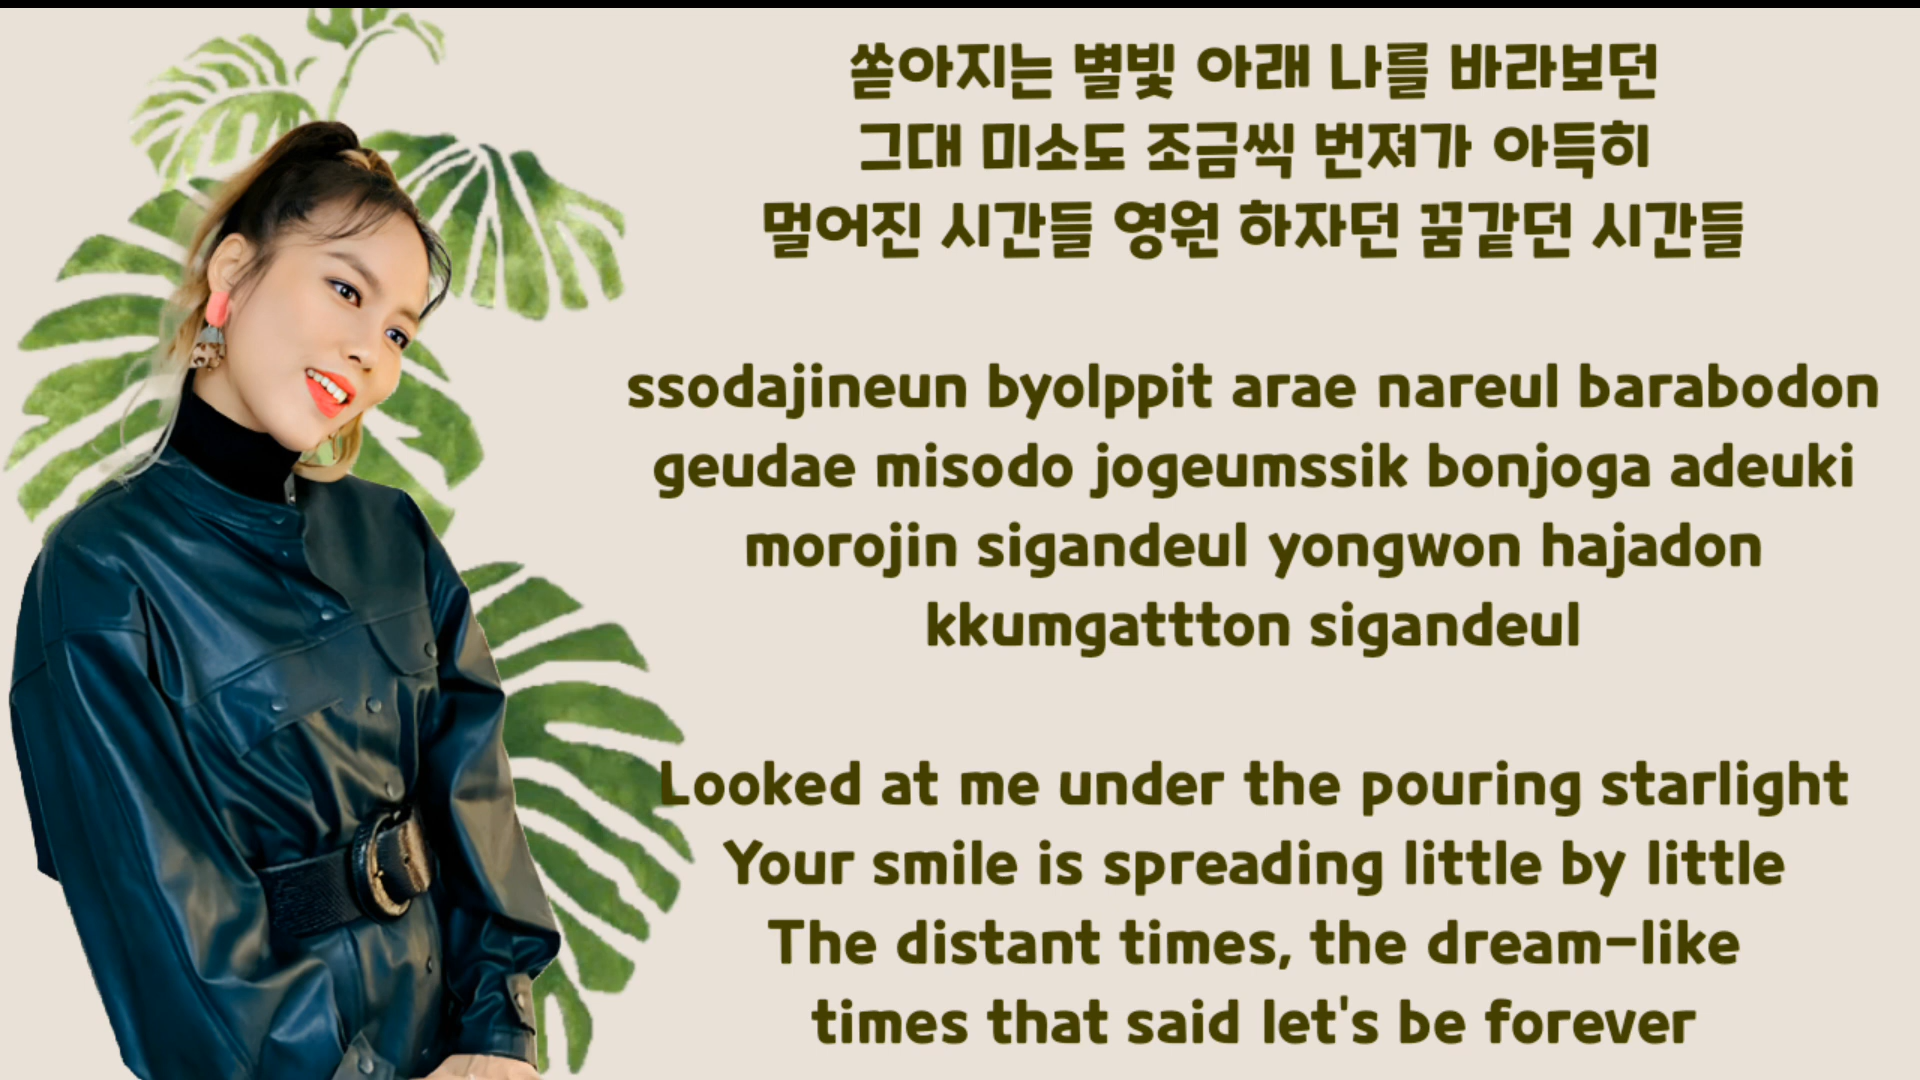 쏟아지는 별빛 아래 나를 바라보던
그대 미소도 조금씩 번져가 아득히
멀어진 시간들 영원 하자던 꿈같던 시간들
ssodajineun byolppit arae nareul barabodon
geudae misodo jogeumssik bonjoga adeuki
morojin sigandeul yongwon hajadon
kkumgattton sigandeul
Looked at me under the pouring starlight
Your smile is spreading little by little
The distant times, the dream-like
times that said let's be forever